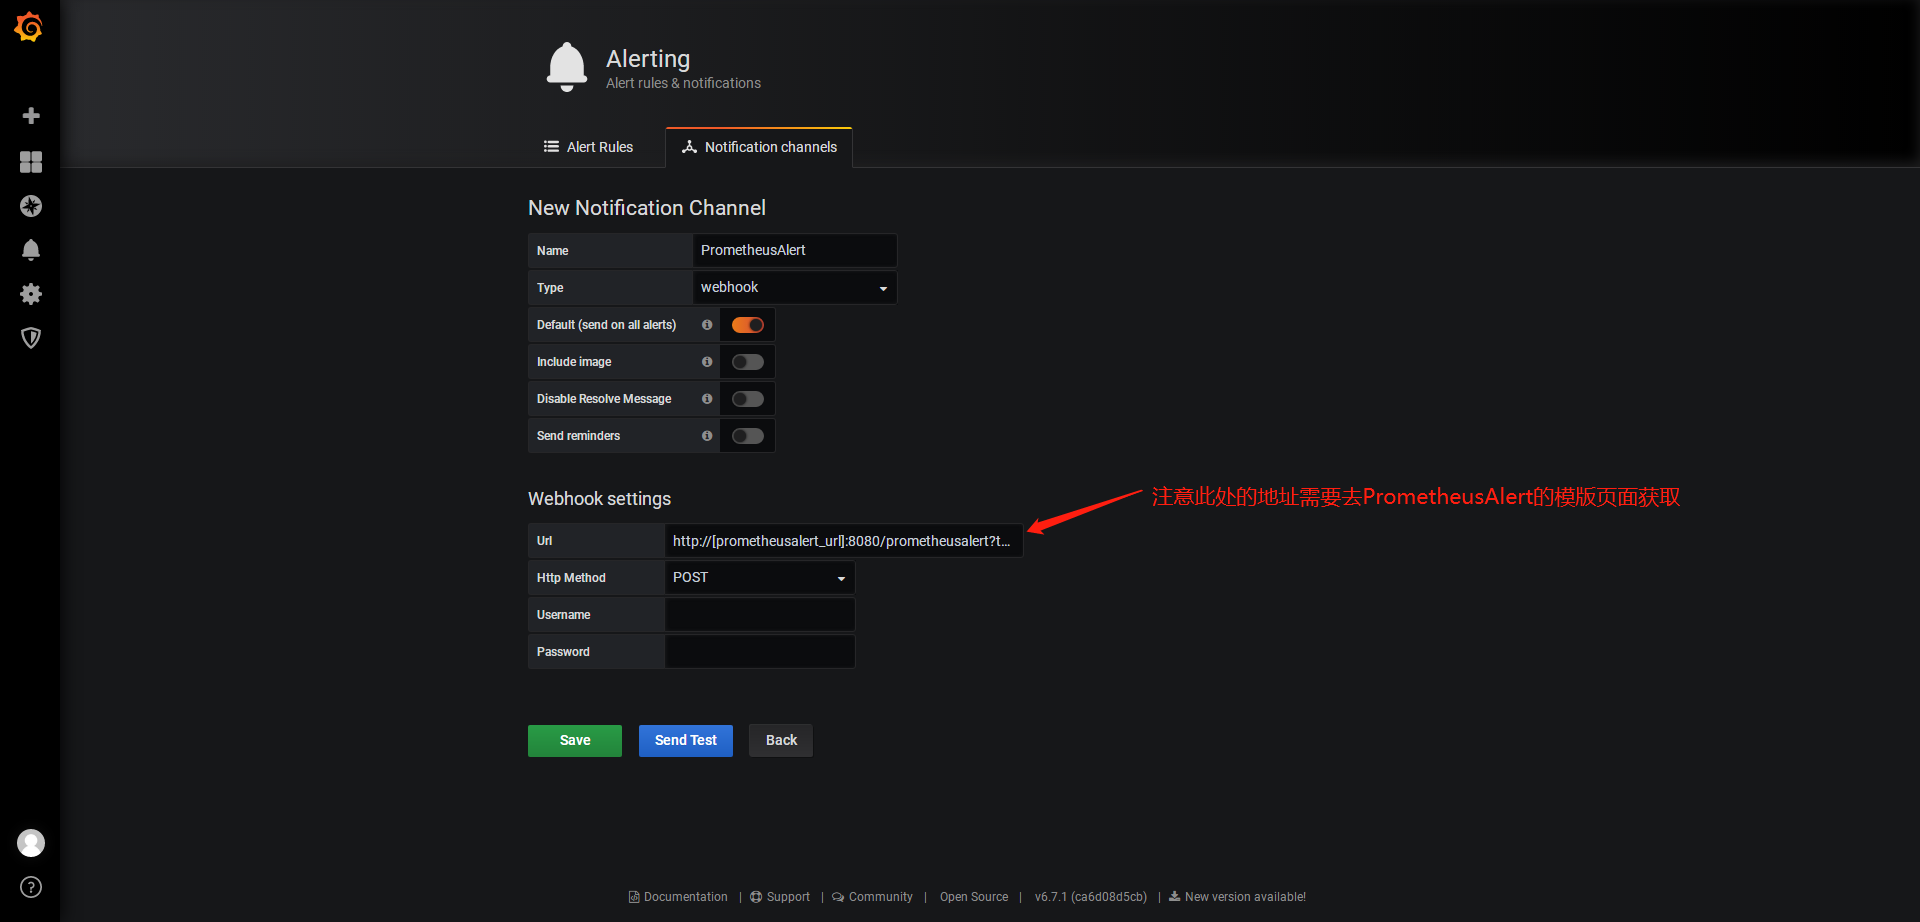 Alerting
Alert rules & notifications
Alert Rules
Notification channels
New Notification Channel
Name
PrometheusAlert
Type
webhook
Default (send on all alerts)
Include image
Disable Resolve Message
Send reminders
Webhook settings
注意此处的地址需要去PrometheusAlert的模版页面获取
Url
http://[prometheusalert_url]:8080/prometheusalert?t...
Http Method
POST
Username
Password
Save
Send Test
Back
Documentation | Support | Community | Open Source | v6.7.1 (ca6d08d5cb) | New version available!